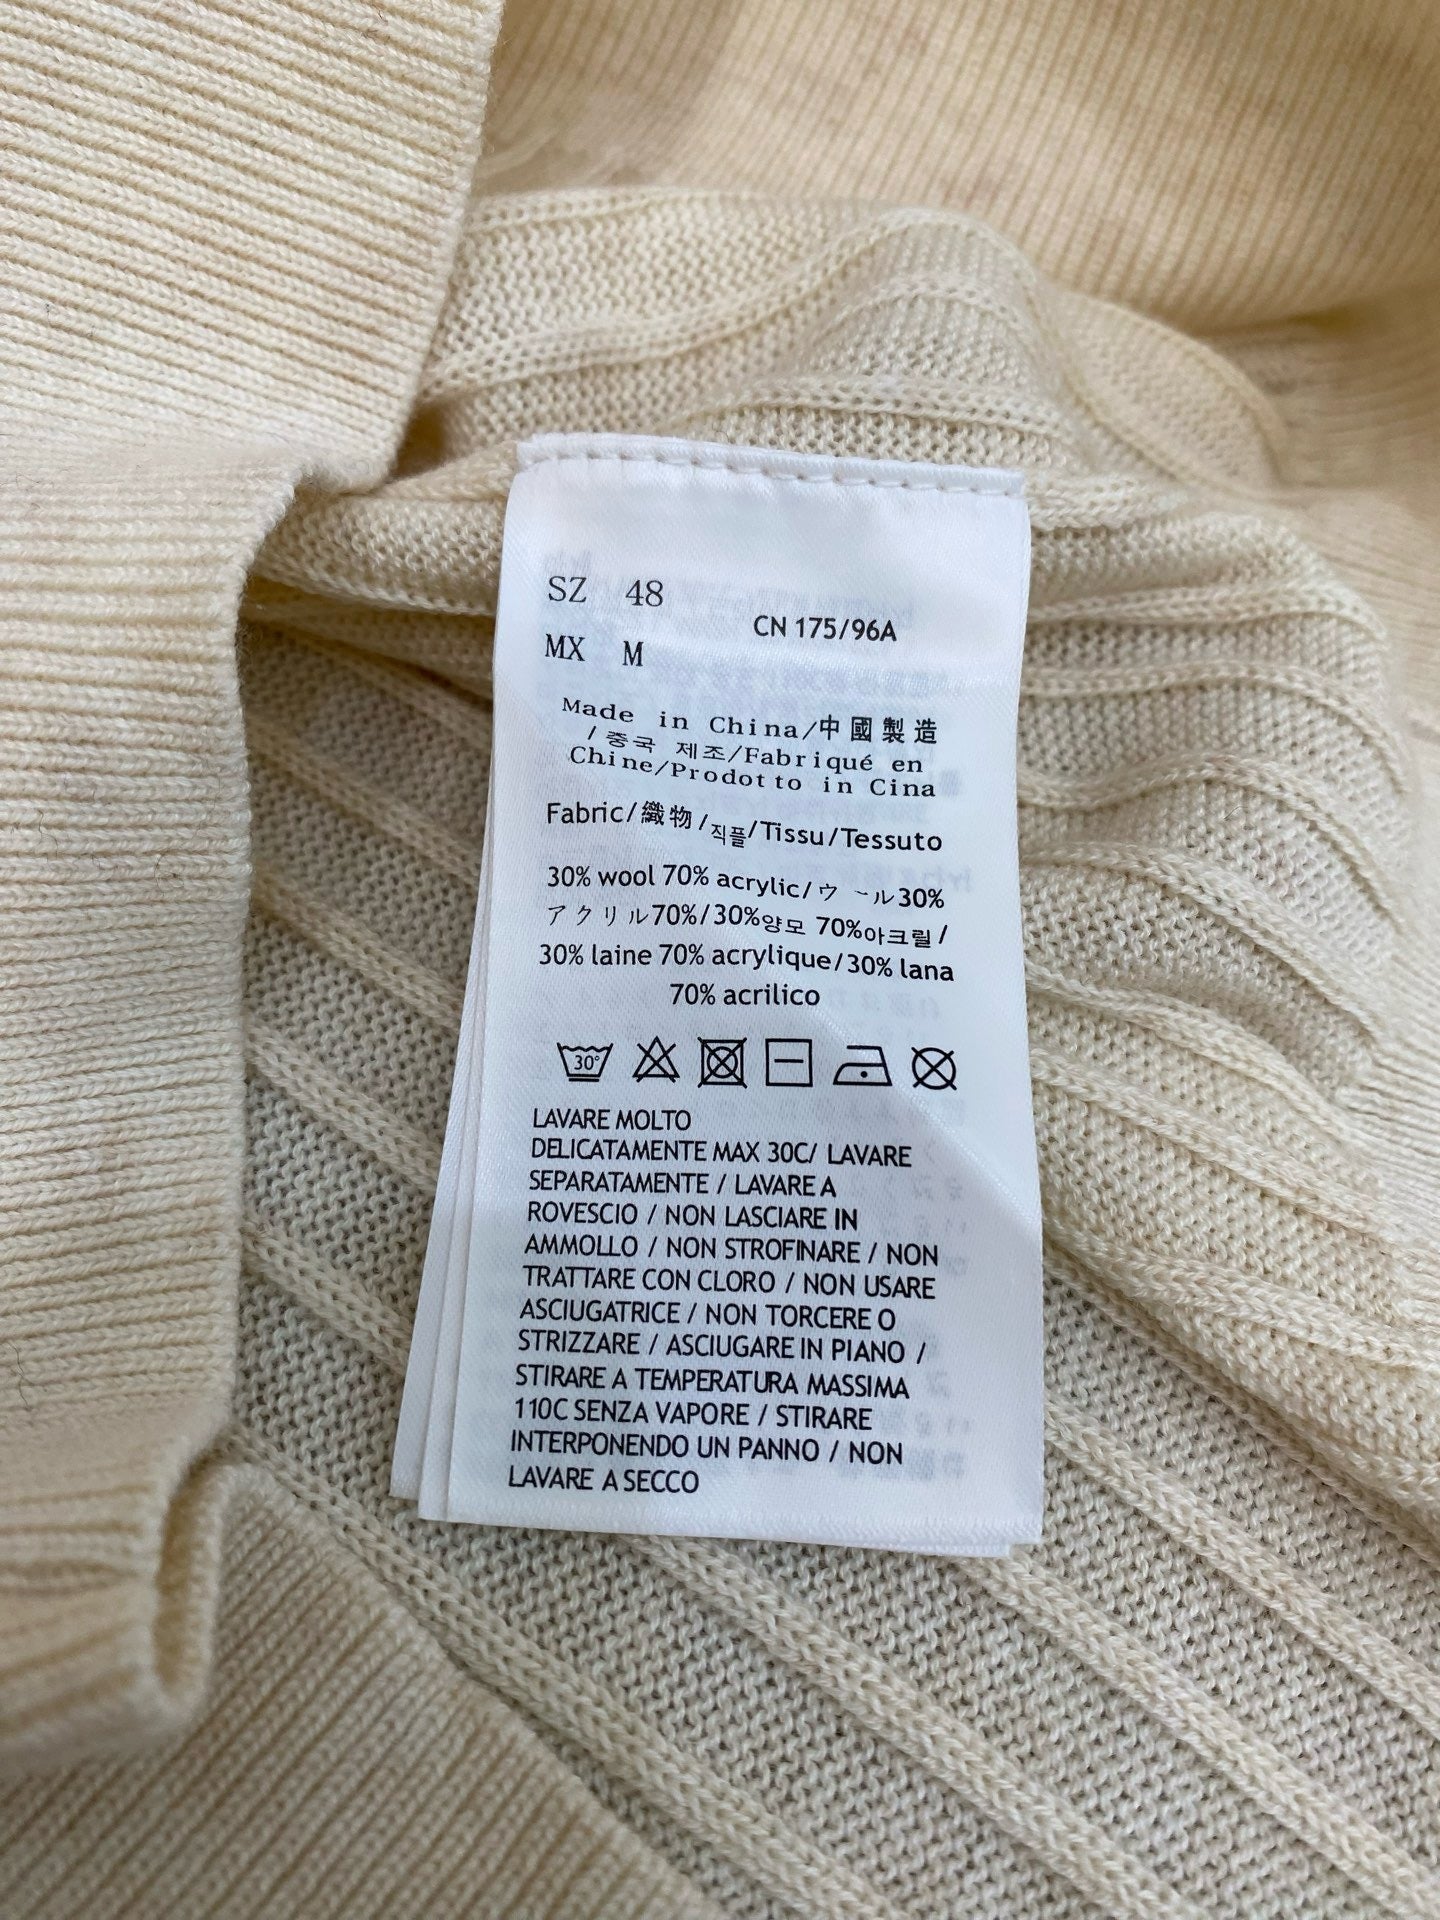 SZ 48
CN 175/96A
MX M
Made in China/中國製造
/중국 제조/Fabriqué en
Chine/Prodotto in Cina
Fabric/織物/직플/Tissu/Tessuto
30% wool 70% acrylic/ウール30%
アクリル70%/30%양모 70%아크릴/
30% laine 70% acrylique/30% lana
70% acrilico
30°
LAVARE MOLTO
DELICATAMENTE MAX 30C/ LAVARE
SEPARATAMENTE / LAVARE A
ROVESCIO / NON LASCIARE IN
AMMOLLO / NON STROFINARE / NON
TRATTARE CON CLORO / NON USARE
ASCIUGATRICE / NON TORCERE O
STRIZZARE / ASCIUGARE IN PIANO /
STIRARE A TEMPERATURA MASSIMA
110C SENZA VAPORE / STIRARE
INTERPONENDO UN PANNO / NON
LAVARE A SECCO